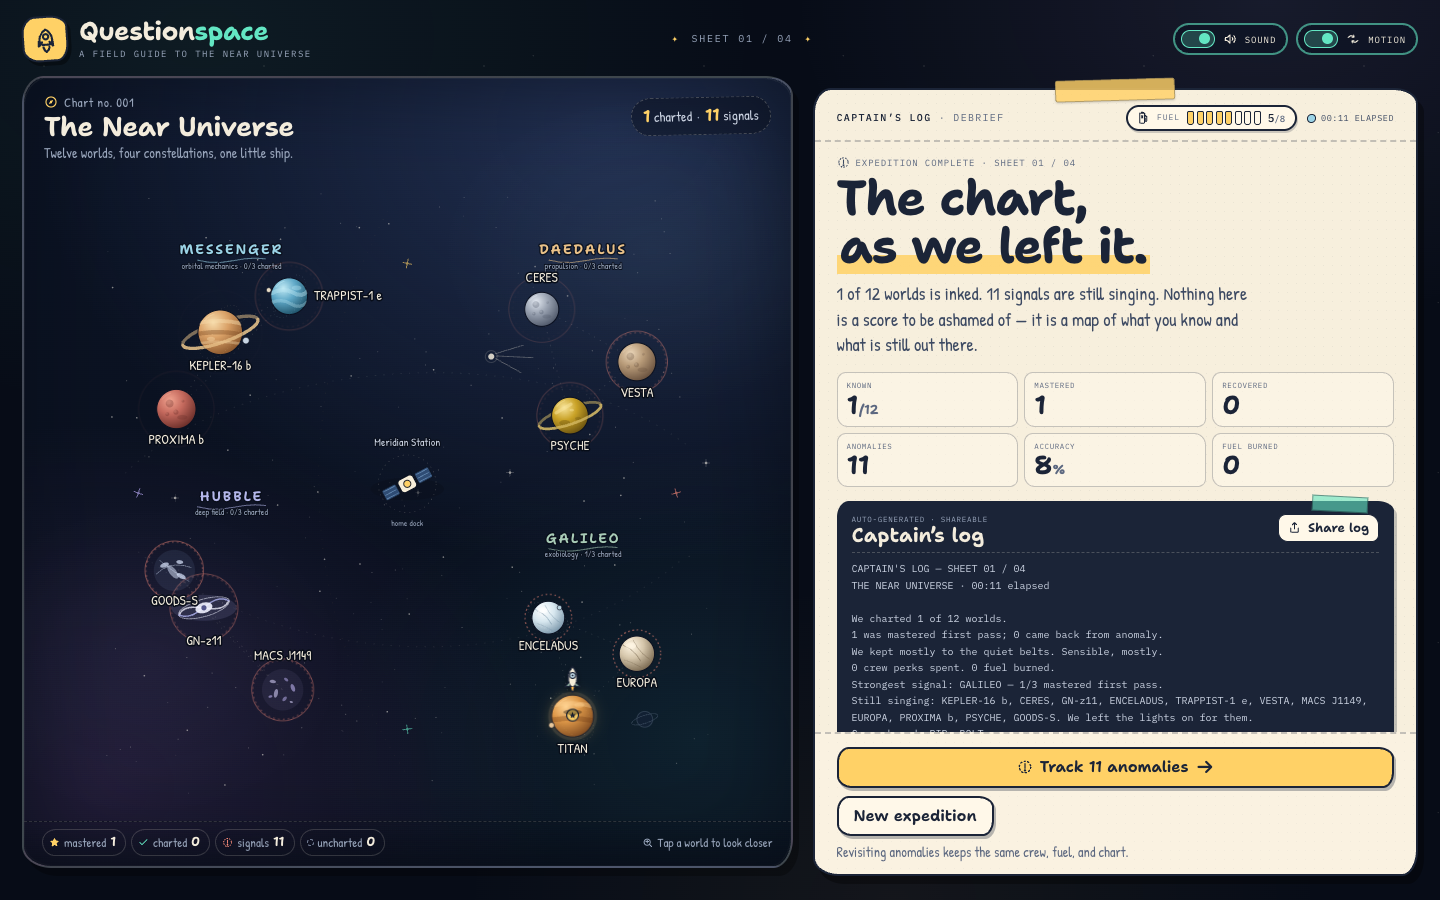 Questionspace
A FIELD GUIDE TO THE NEAR UNIVERSE
SHEET 01 / 04
SOUND
MOTION
Chart no. 001
The Near Universe
Twelve worlds, four constellations, one little ship.
1 charted · 11 signals
MESSENGER
orbital mechanics · 0/3 charted
TRAPPIST-1 e
KEPLER-16 b
PROXIMA b
DAEDALUS
propulsion · 0/3 charted
CERES
VESTA
PSYCHE
Meridian Station
home dock
HUBBLE
deep field · 0/3 charted
GOODS-S
GN-z11
MACS J1149
GALILEO
exobiology · 1/3 charted
ENCELADUS
EUROPA
TITAN
mastered 1
charted 0
signals 11
uncharted 0
Tap a world to look closer
CAPTAIN'S LOG · DEBRIEF
FUEL 5/8
00:11 ELAPSED
EXPEDITION COMPLETE · SHEET 01 / 04
The chart,
as we left it.
1 of 12 worlds is inked. 11 signals are still singing. Nothing here
is a score to be ashamed of — it is a map of what you know and
what is still out there.
KNOWN
1/12
MASTERED
1
RECOVERED
0
ANOMALIES
11
ACCURACY
8%
FUEL BURNED
0
AUTO-GENERATED · SHAREABLE
Captain's log
Share log
CAPTAIN'S LOG — SHEET 01 / 04
THE NEAR UNIVERSE · 00:11 elapsed
We charted 1 of 12 worlds.
1 was mastered first pass; 0 came back from anomaly.
We kept mostly to the quiet belts. Sensible, mostly.
0 crew perks spent. 0 fuel burned.
Strongest signal: GALILEO — 1/3 mastered first pass.
Still singing: KEPLER-16 b, CERES, GN-z11, ENCELADUS, TRAPPIST-1 e, VESTA, MACS J1149,
EUROPA, PROXIMA b, PSYCHE, GOODS-S. We left the lights on for them.
Track 11 anomalies →
New expedition
Revisiting anomalies keeps the same crew, fuel, and chart.